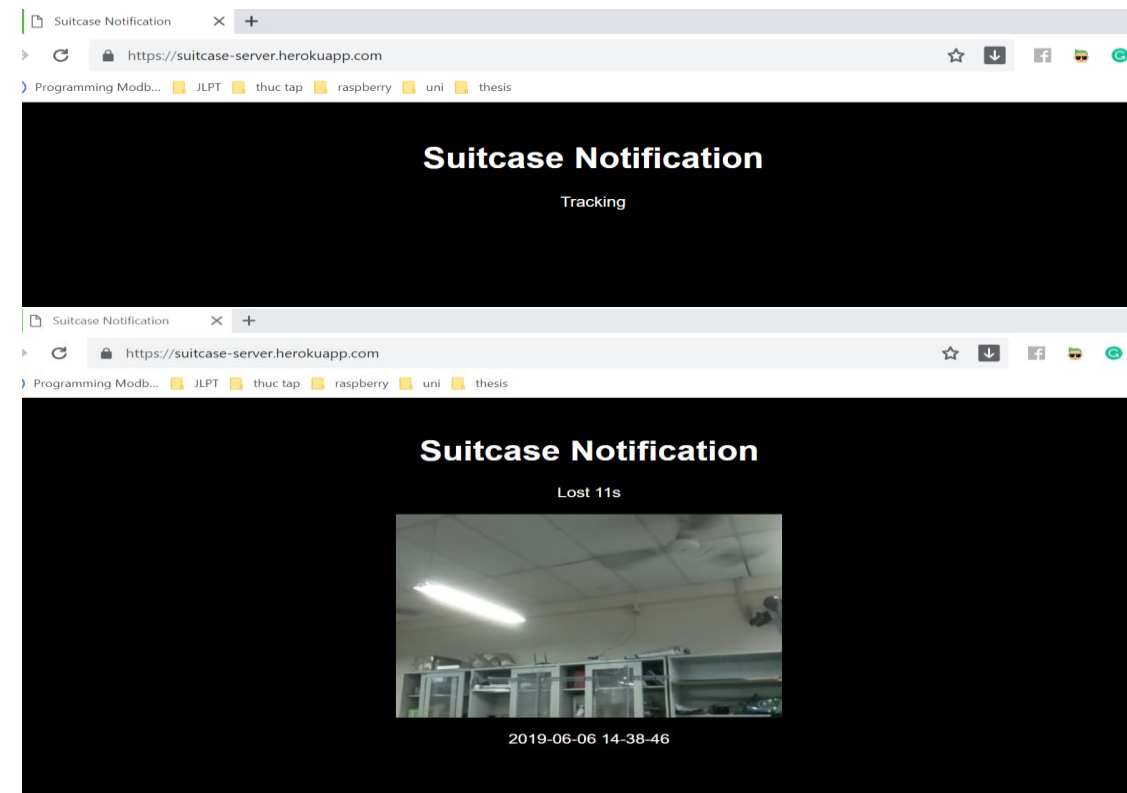 Suitcase Notification
https://suitcase-server.herokuapp.com
Programming Modb... JLPT thuc tap raspberry uni thesis
Suitcase Notification
Tracking
Suitcase Notification
https://suitcase-server.herokuapp.com
Programming Modb... JLPT thuc tap raspberry uni thesis
Suitcase Notification
Lost 11s
2019-06-06 14-38-46